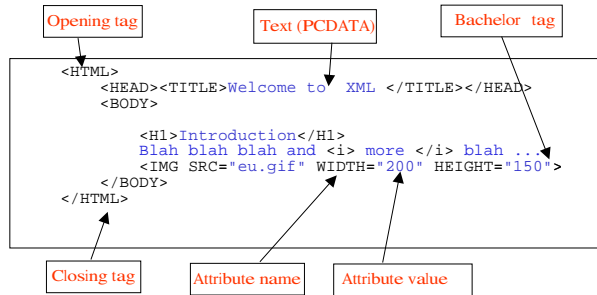 Opening tag Text (PCDATA) Bachelor tag
<HTML>
<HEAD><TITLE>Welcome to XML </TITLE></HEAD>
<BODY>
<H1>Introduction</H1>
Blah blah blah and <i> more </i> blah ...
<IMG SRC="eu.gif" WIDTH="200" HEIGHT="150">
</BODY>
</HTML>
Closing tag Attribute name Attribute value